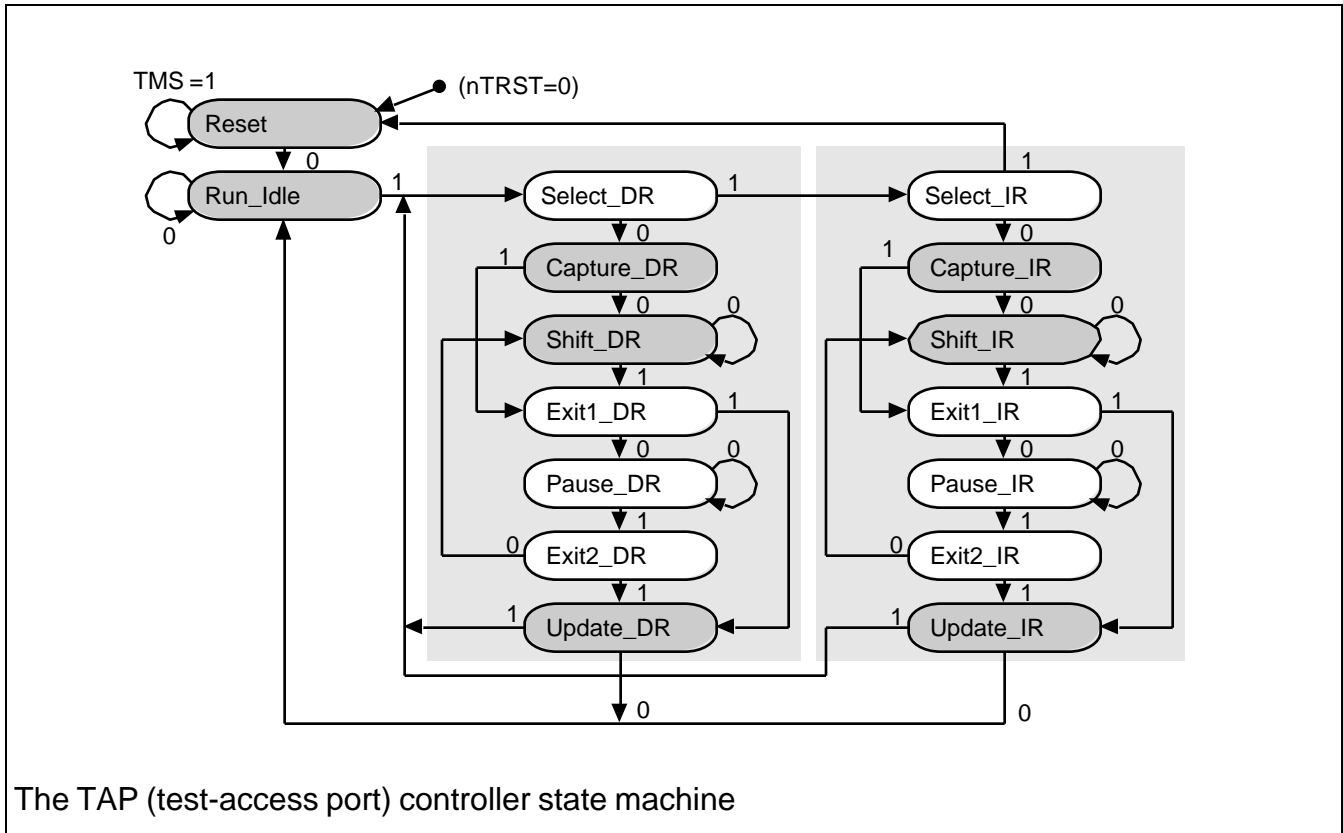 TMS =1
(nTRST=0)
Reset
0
1
Run_Idle
1
Select_DR
1
Select_IR
0
0
0
1
Capture_DR
1
Capture_IR
0
0
0
0
Shift_DR
Shift_IR
1
1
Exit1_DR
1
Exit1_IR
1
0
0
0
0
Pause_DR
Pause_IR
1
1
0
Exit2_DR
0
Exit2_IR
1
1
1
Update_DR
1
Update_IR
0
0
The TAP (test-access port) controller state machine